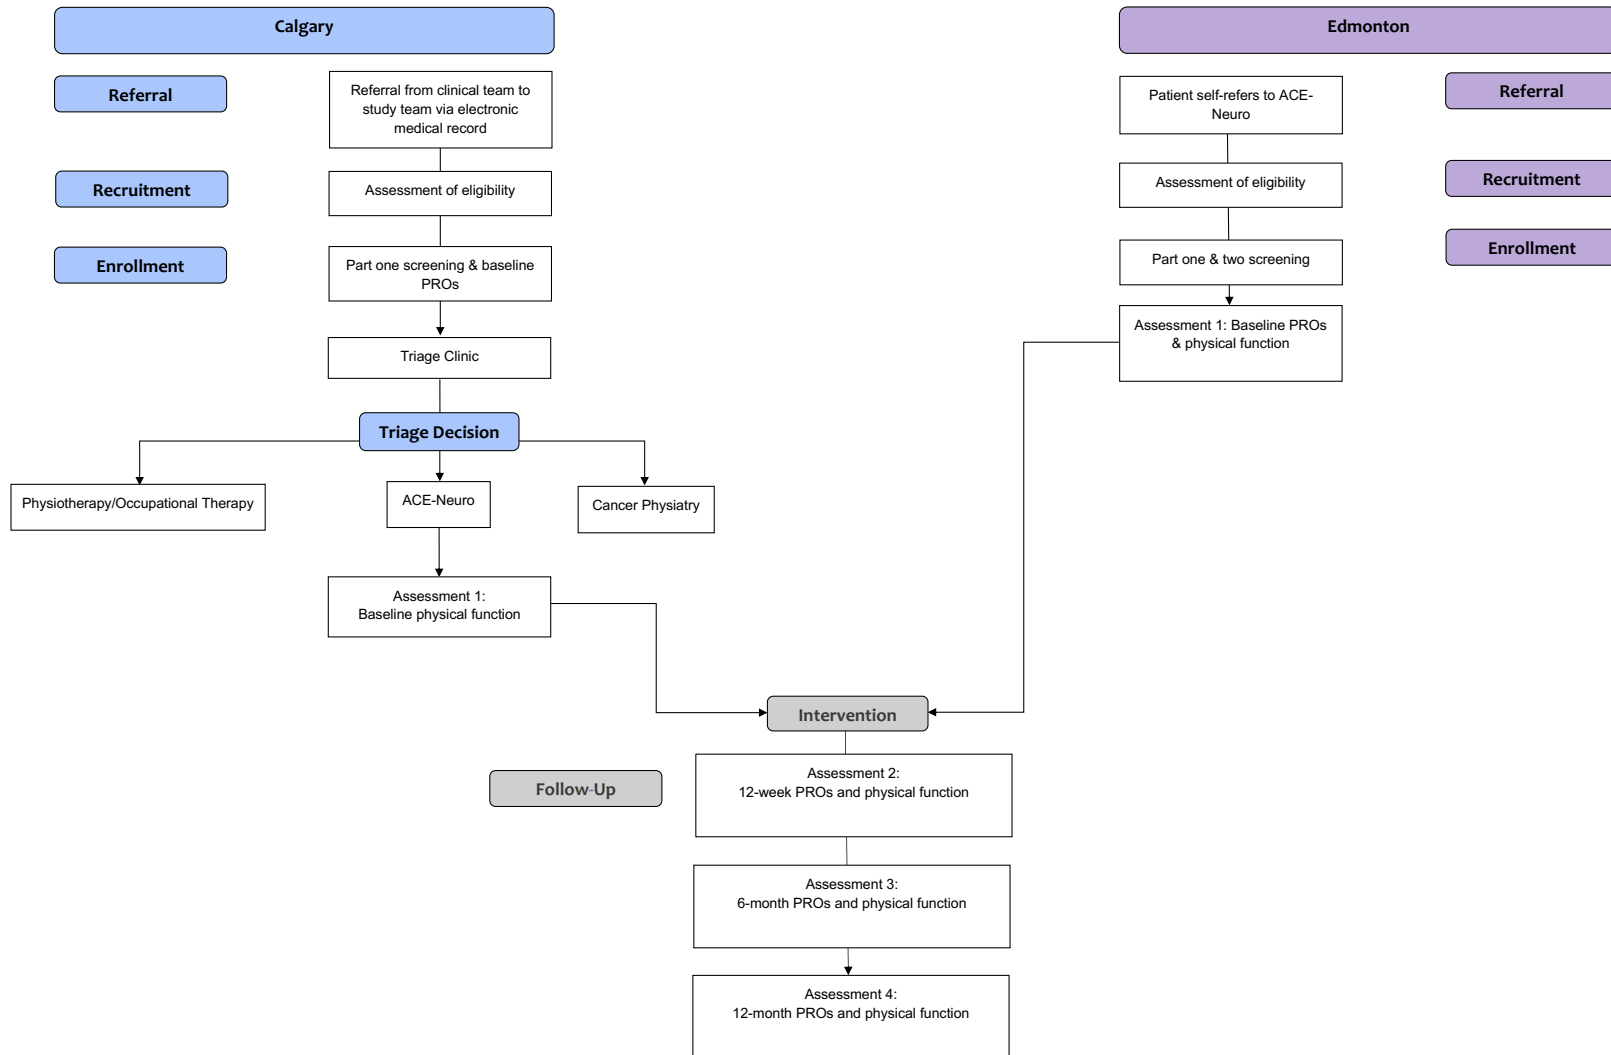 Calgary
Edmonton
Referral
Referral from clinical team to
study team via electronic
medical record
Patient self-refers to ACE-
Neuro
Referral
Recruitment
Assessment of eligibility
Assessment of eligibility
Recruitment
Enrollment
Part one screening & baseline
PROs
Part one & two screening
Enrollment
Triage Clinic
Assessment 1: Baseline PROs
& physical function
Triage Decision
Physiotherapy/Occupational Therapy
ACE-Neuro
Cancer Physiatry
Assessment 1:
Baseline physical function
Intervention
Follow-Up
Assessment 2:
12-week PROs and physical function
Assessment 3:
6-month PROs and physical function
Assessment 4:
12-month PROs and physical function